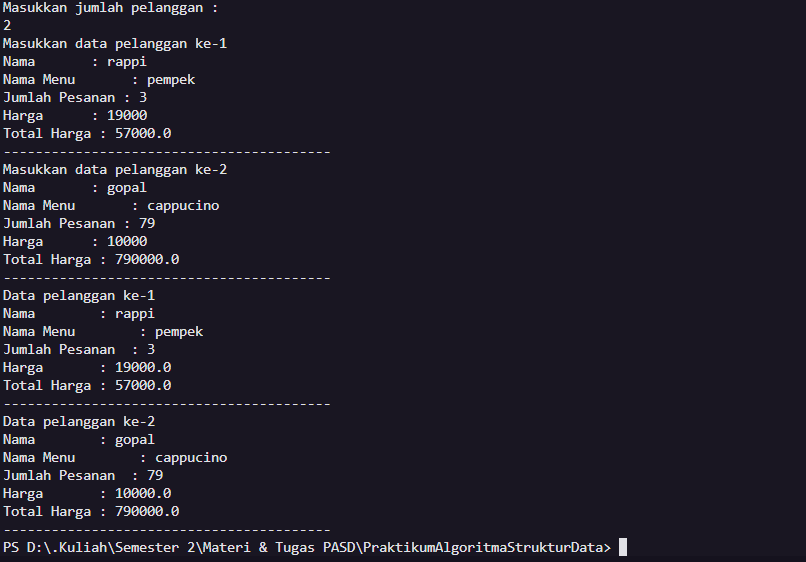 Masukkan jumlah pelanggan :
2
Masukkan data pelanggan ke-1
Nama       : rappi
Nama Menu       : pempek
Jumlah Pesanan : 3
Harga      : 19000
Total Harga : 57000.0
-----------------------------------------
Masukkan data pelanggan ke-2
Nama       : gopal
Nama Menu       : cappucino
Jumlah Pesanan : 79
Harga      : 10000
Total Harga : 790000.0
-----------------------------------------
Data pelanggan ke-1
Nama        : rappi
Nama Menu        : pempek
Jumlah Pesanan  : 3
Harga       : 19000.0
Total Harga : 57000.0
-----------------------------------------
Data pelanggan ke-2
Nama        : gopal
Nama Menu        : cappucino
Jumlah Pesanan  : 79
Harga       : 10000.0
Total Harga : 790000.0
-----------------------------------------
PS D:\.Kuliah\Semester 2\Materi & Tugas PASD\PraktikumAlgoritmaStrukturData>